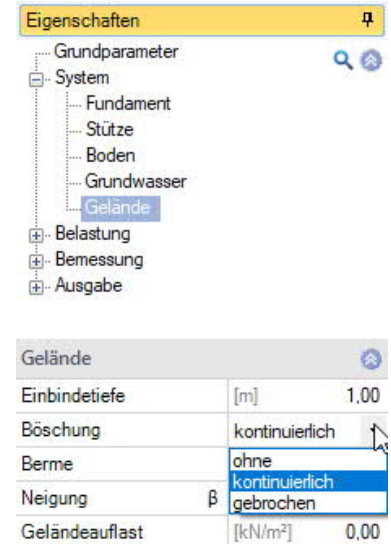 Eigenschaften
Grundparameter
System
Fundament
Stütze
Boden
Grundwasser
Gelände
Belastung
Bemessung
Ausgabe
Gelände
Einbindetiefe [m] 1,00
Böschung kontinuierlich
Berme ohne
kontinuierlich
Neigung β gebrochen
Geländeauflast [kN/m²] 0,00